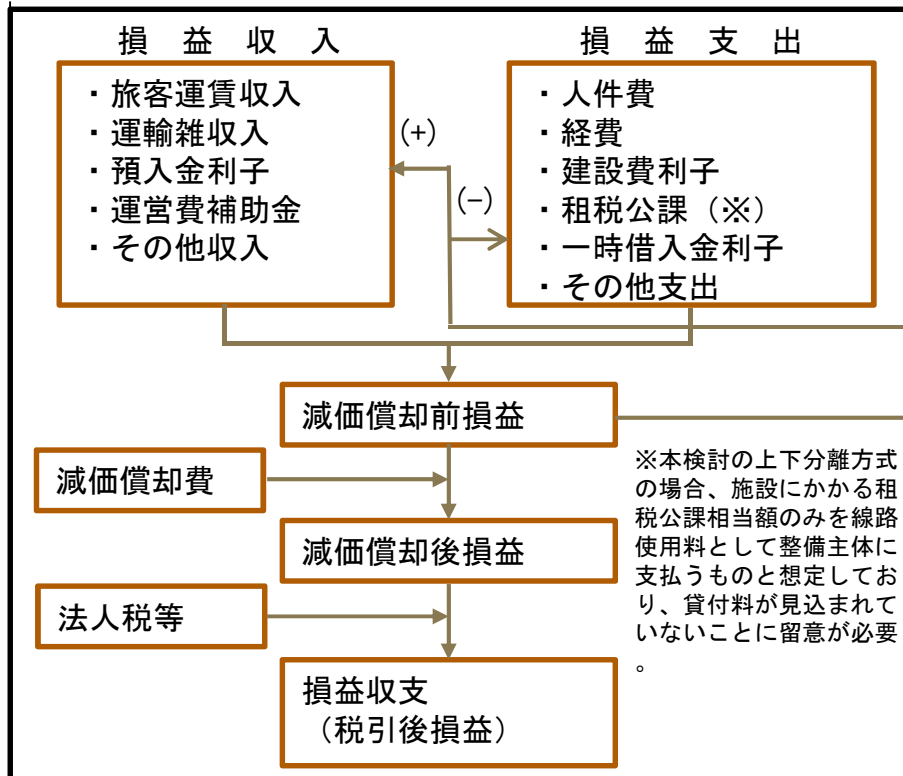 損益収入
・旅客運賃収入
・運輸雑収入
・預入金利子
・運営費補助金
・その他収入
(+)
(−)
損益支出
・人件費
・経費
・建設費利子
・租税公課（※）
・一時借入金利子
・その他支出
減価償却前損益
減価償却費
減価償却後損益
法人税等
損益収支
（税引後損益）
※本検討の上下分離方式
の場合、施設にかかる租
税公課相当額のみを線路
使用料として整備主体に
支払うものと想定してお
り、貸付料が見込まれて
いないことに留意が必要
。